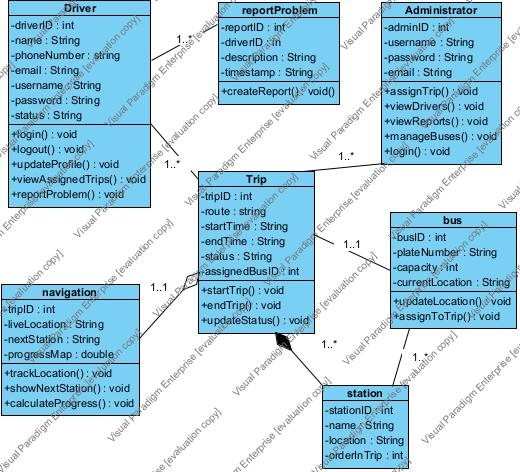 Driver
-driverID : int
-name : String
-phoneNumber : string
-email : String
-username : String
-password : String
-status : String
+login() : void
+logout() : void
+updateProfile() : void
+viewAssignedTrips() : void
+reportProblem() : void
1..*
reportProblem
-reportID : int
-driverID : in
-description : string
-timestamp : string
+createReport() : void()
Administrator
-adminID : int
-username : string
-password : string
-email : String
+assignTrip() : void
+viewDrivers() : void
+viewReports() : void
+manageBuses() : void
+login() : void
1..*
1..*
Trip
-tripID : int
-route : string
-startTime : String
-endTime : String
-status : String
-assignedBusID : int
+startTrip() : void
+endTrip() : void
+updateStatus() : void
1..1
bus
-busID : int
-plateNumber : String
-capacity : int
-currentLocation : String
+updateLocation() : void
+assignToTrip() : void
1..1
navigation
-tripID : int
-liveLocation : String
-nextStation : String
-progressMap : double
+trackLocation() : void
+showNextStation() : void
+calculateProgress() : void
1..*
1..*
station
-stationID : int
-name : String
-location : String
-orderInTrip : int
Visual Paradigm Enterprise [evaluation copy]